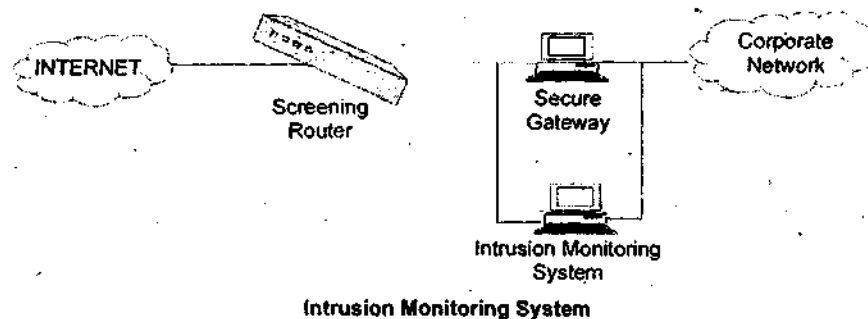 INTERNET
Screening
Router
Secure
Gateway
Corporate
Network
Intrusion Monitoring
System
Intrusion Monitoring System